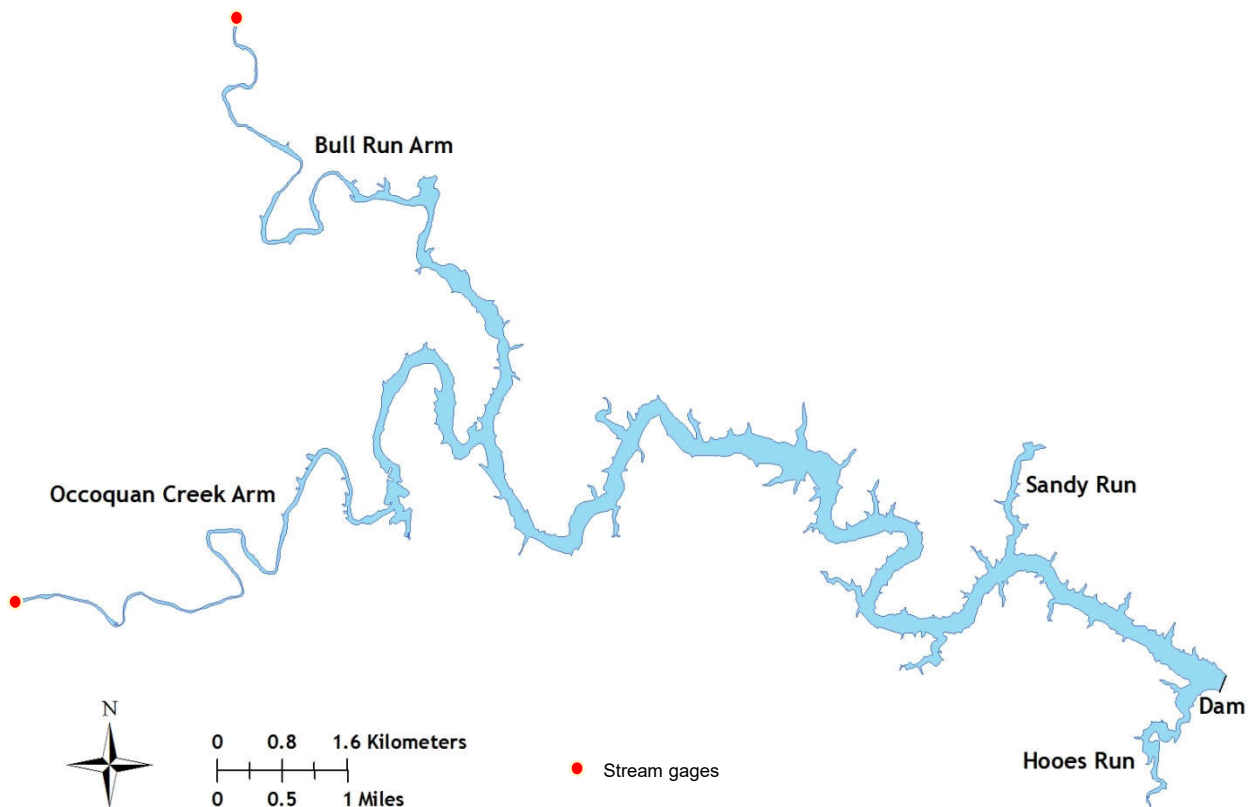 Bull Run Arm
Occoquan Creek Arm
Sandy Run
Dam
Hooes Run
N
0 0.8 1.6 Kilometers
0 0.5 1 Miles
Stream gages